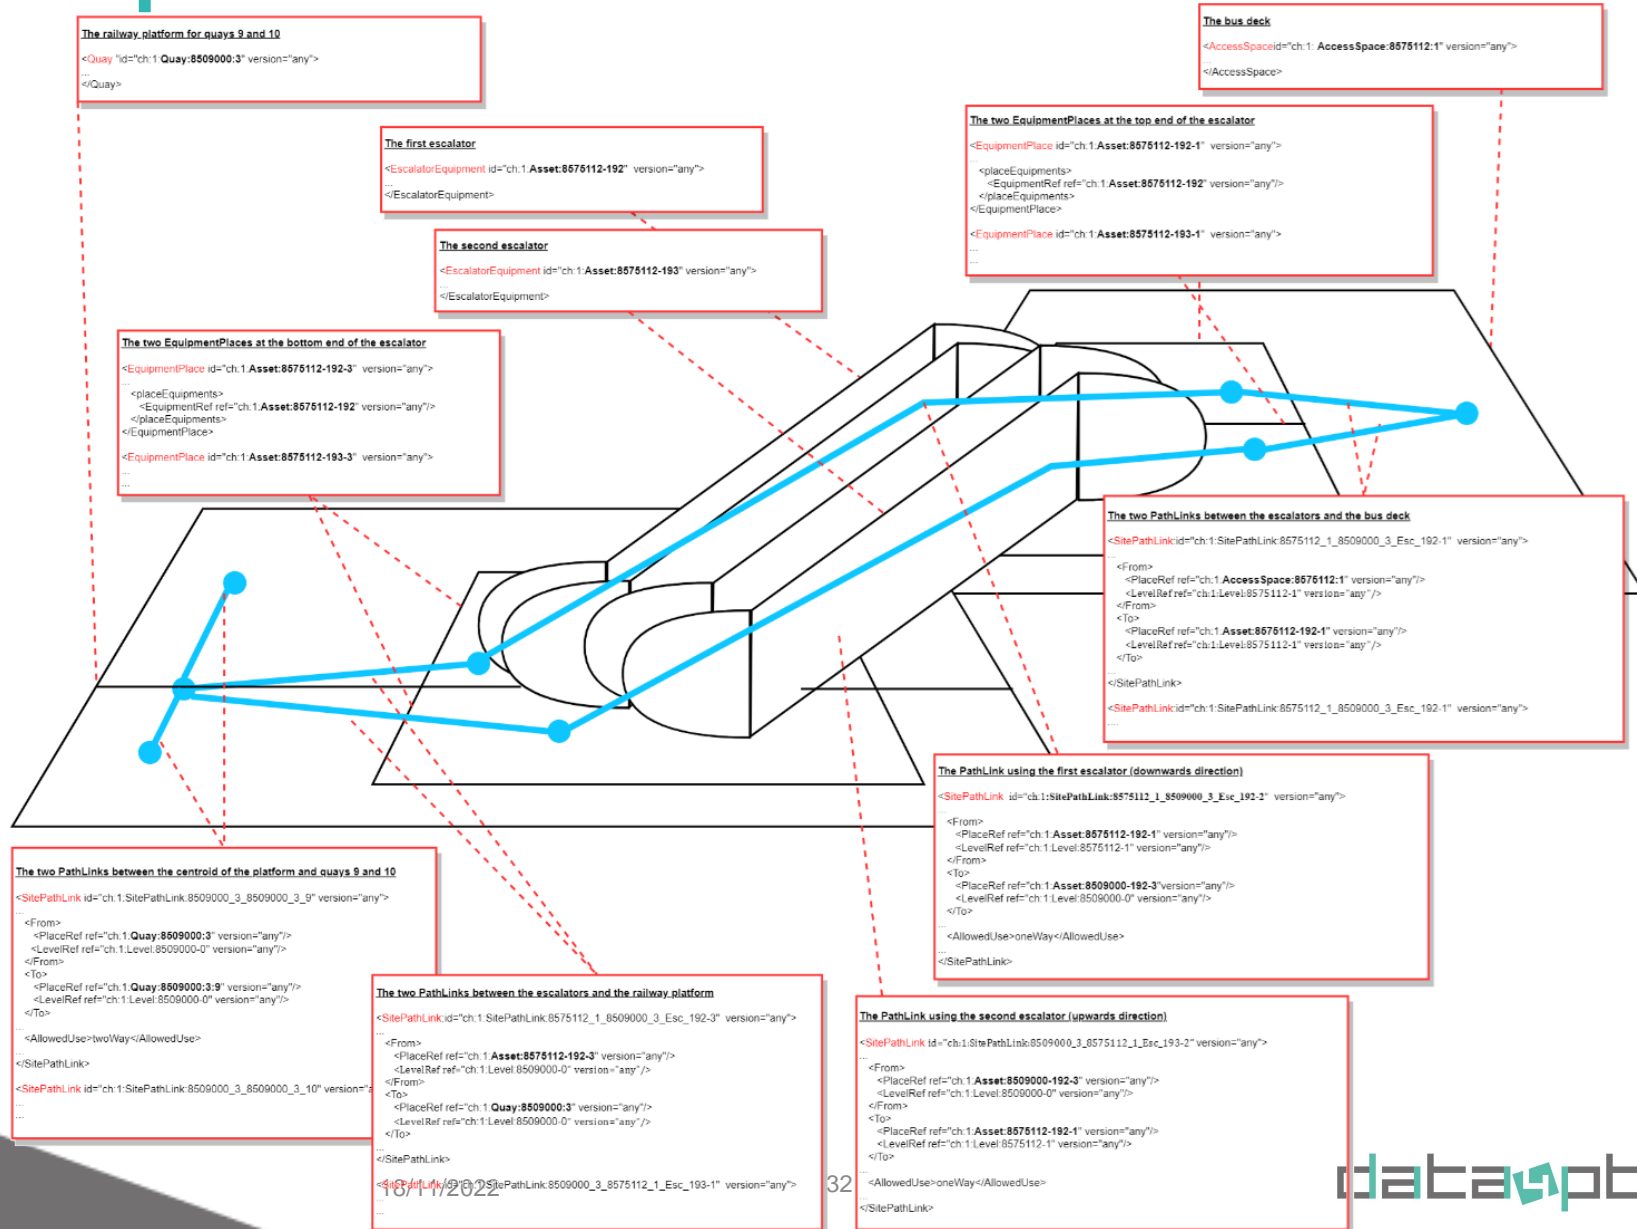 The railway platform for quays 9 and 10
<Quay "id="ch:1:Quay:8509000:3" version="any">
...
</Quay>
The bus deck
<AccessSpaceid="ch:1: AccessSpace:8575112:1" version="any">
...
</AccessSpace>
The first escalator
<EscalatorEquipment id="ch:1:Asset:8575112-192" version="any">
...
</EscalatorEquipment>
The two EquipmentPlaces at the top end of the escalator
<EquipmentPlace id="ch:1:Asset:8575112-192-1" version="any">
...
<placeEquipments>
<EquipmentRef ref="ch:1:Asset:8575112-192" version="any"/>
</placeEquipments>
</EquipmentPlace>
<EquipmentPlace id="ch:1:Asset:8575112-193-1" version="any">
...
...
The second escalator
<EscalatorEquipment id="ch:1:Asset:8575112-193" version="any">
...
</EscalatorEquipment>
The two EquipmentPlaces at the bottom end of the escalator
<EquipmentPlace id="ch:1:Asset:8575112-192-3" version="any">
...
<placeEquipments>
<EquipmentRef ref="ch:1:Asset:8575112-192" version="any"/>
</placeEquipments>
</EquipmentPlace>
<EquipmentPlace id="ch:1:Asset:8575112-193-3" version="any">
...
...
The two PathLinks between the escalators and the bus deck
<SitePathLink:id="ch:1:SitePathLink:8575112_1_8509000_3_Esc_192-1" version="any">
...
<From>
<PlaceRef ref="ch:1:AccessSpace:8575112:1" version="any"/>
<LevelRef ref="ch:1:Level:8575112-1" version="any"/>
</From>
<To>
<PlaceRef ref="ch:1:Asset:8575112-192-1" version="any"/>
<LevelRef ref="ch:1:Level:8575112-1" version="any"/>
</To>
...
</SitePathLink>
<SitePathLink:id="ch:1:SitePathLink:8575112_1_8509000_3_Esc_192-1" version="any">
....
The PathLink using the first escalator (downwards direction)
<SitePathLink id="ch:1:SitePathLink:8575112_1_8509000_3_Esc_192-2" version="any">
...
<From>
<PlaceRef ref="ch:1:Asset:8575112-192-1" version="any"/>
<LevelRef ref="ch:1:Level:8575112-1" version="any"/>
</From>
<To>
<PlaceRef ref="ch:1:Asset:8509000-192-3"version="any"/>
<LevelRef ref="ch:1:Level:8509000-0" version="any"/>
</To>
...
<AllowedUse>oneWay</AllowedUse>
...
</SitePathLink>
The two PathLinks between the centroid of the platform and quays 9 and 10
<SitePathLink id="ch:1:SitePathLink:8509000_3_8509000_3_9" version="any">
...
<From>
<PlaceRef ref="ch:1:Quay:8509000:3" version="any"/>
<LevelRef ref="ch:1:Level:8509000-0" version="any"/>
</From>
<To>
<PlaceRef ref="ch:1:Quay:8509000:3:9" version="any"/>
<LevelRef ref="ch:1:Level:8509000-0" version="any"/>
</To>
...
<AllowedUse>twoWay</AllowedUse>
...
</SitePathLink>
<SitePathLink id="ch:1:SitePathLink:8509000_3_8509000_3_10" version="a
...
...
The two PathLinks between the escalators and the railway platform
<SitePathLink:id="ch:1:SitePathLink:8575112_1_8509000_3_Esc_192-3" version="any">
...
<From>
<PlaceRef ref="ch:1:Asset:8575112-192-3" version="any"/>
<LevelRef ref="ch:1:Level:8509000-0" version="any"/>
</From>
<To>
<PlaceRef ref="ch:1:Quay:8509000:3" version="any"/>
<LevelRef ref="ch:1:Level:8509000-0" version="any"/>
</To>
...
</SitePathLink>
<SitePathLink:id="ch:1:SitePathLink:8509000_3_8575112_1_Esc_193-1" version="any">
...
...
The PathLink using the second escalator (upwards direction)
<SitePathLink id="ch:1:SitePathLink:8509000_3_8575112_1_Esc_193-2" version="any">
...
<From>
<PlaceRef ref="ch:1:Asset:8509000-192-3" version="any"/>
<LevelRef ref="ch:1:Level:8509000-0" version="any"/>
</From>
<To>
<PlaceRef ref="ch:1:Asset:8575112-192-1" version="any"/>
<LevelRef ref="ch:1:Level:8575112-1" version="any"/>
</To>
...
<AllowedUse>oneWay</AllowedUse>
...
</SitePathLink>
18/11/2022
32
data4pt